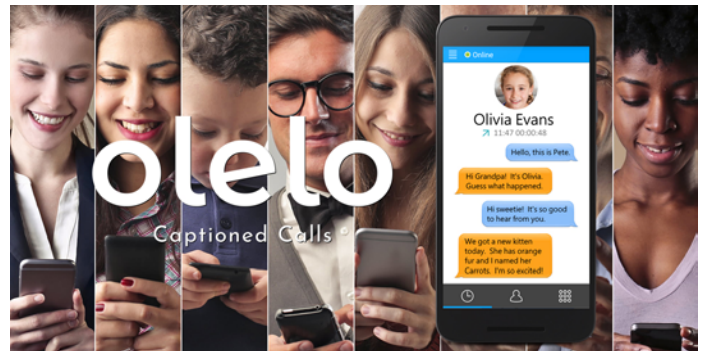 olelo
Captioned Calls ®
Online
Olivia Evans
11:47 00:00:48
Hello, this is Pete.
Hi Grandpa! It's Olivia.
Guess what happened.
Hi sweetie! It's so good
to hear from you.
We got a new kitten
today. She has orange
fur and I named her
Carrots. I'm so excited!